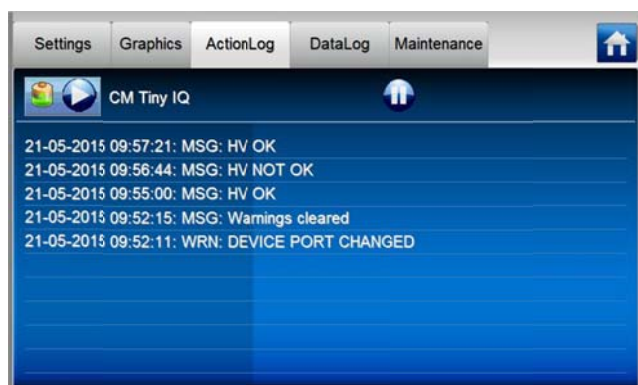 Settings Graphics ActionLog DataLog Maintenance
CM Tiny IQ
21-05-2015 09:57:21: MSG: HV OK
21-05-2015 09:56:44: MSG: HV NOT OK
21-05-2015 09:55:00: MSG: HV OK
21-05-2015 09:52:15: MSG: Warnings cleared
21-05-2015 09:52:11: WRN: DEVICE PORT CHANGED